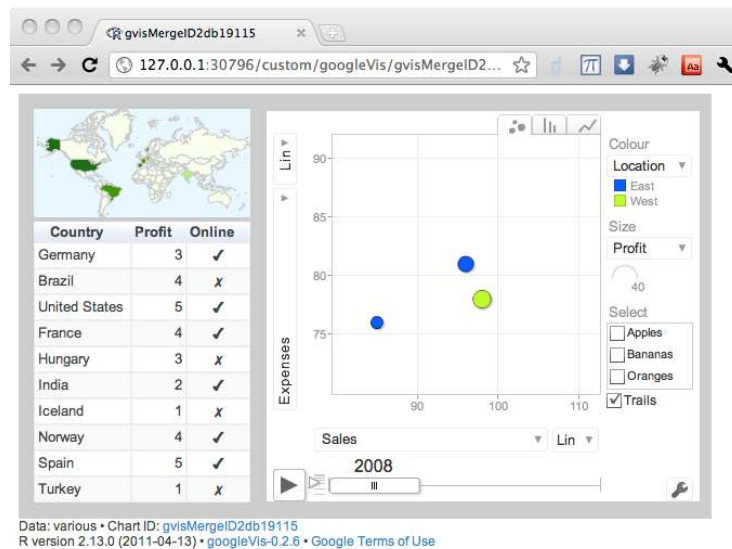 gvisMergeID2db19115
127.0.0.1:30796/custom/googleVis/gvisMergeID2...
π
Aa
Country Profit Online
Germany 3 ✓
Brazil 4 x
United States 5 ✓
France 4 ✓
Hungary 3 x
India 2 ✓
Iceland 1 x
Norway 4 ✓
Spain 5 ✓
Turkey 1 x
Lin
Expenses
90
85
80
75
90 100 110
Sales
Lin
2008
Colour
Location
East
West
Size
Profit
40
Select
Apples
Bananas
Oranges
Trails
Data: various • Chart ID: gvisMergeID2db19115
R version 2.13.0 (2011-04-13) • googleVis-0.2.6 • Google Terms of Use